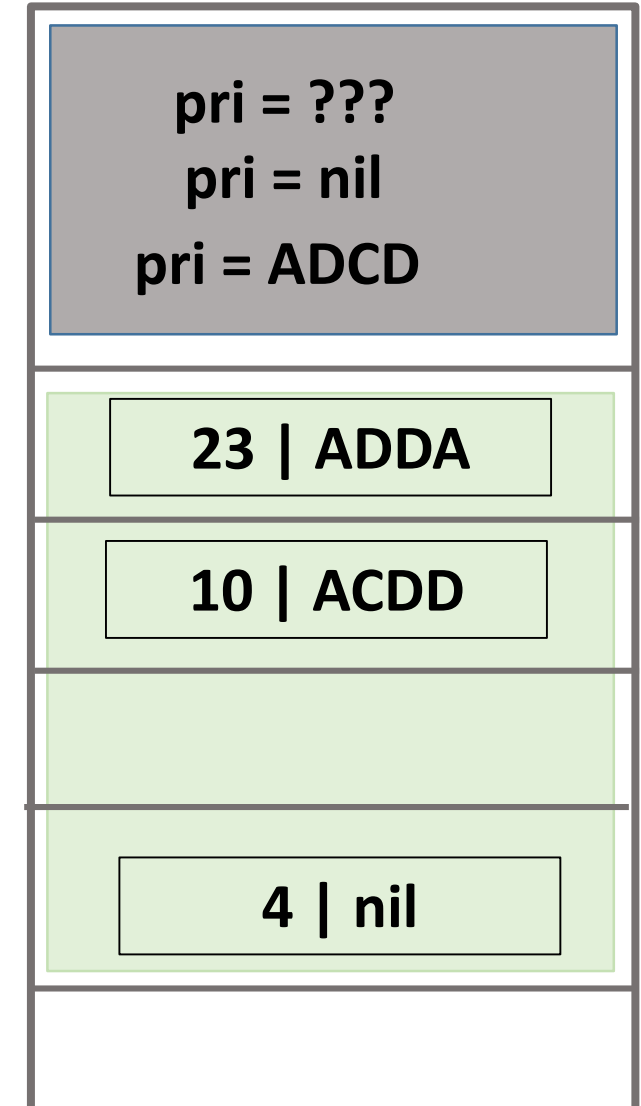 pri = ???
pri = nil
pri = ADCD
23 | ADDA
10 | ACDD
4 | nil